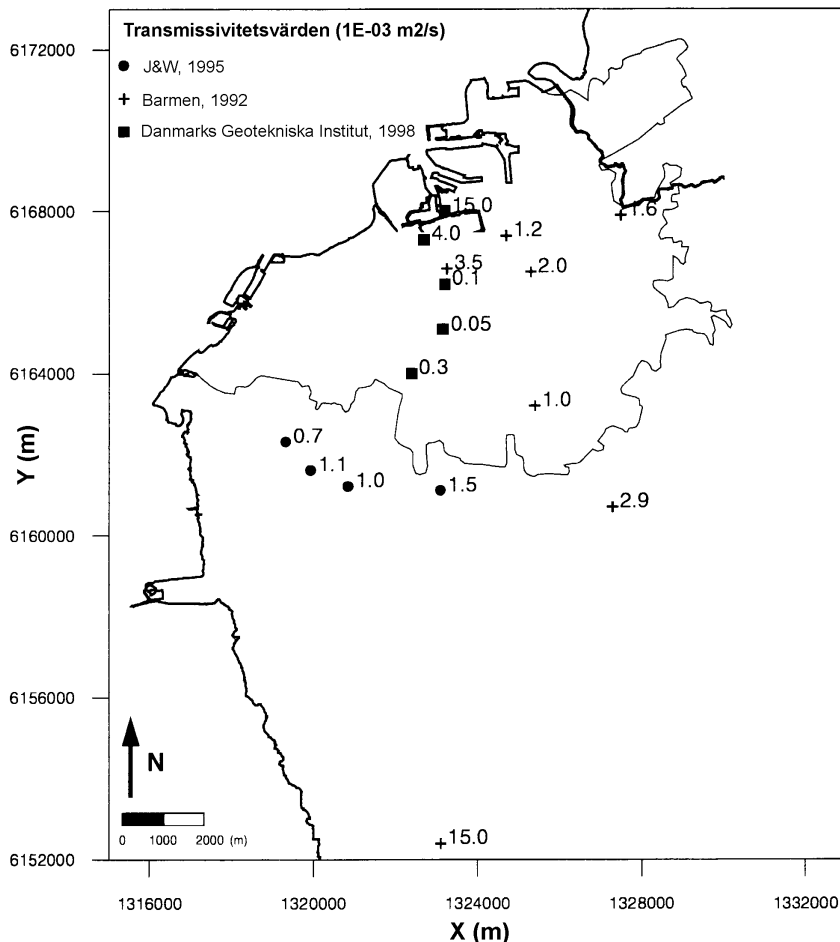 Transmissivitetsvärden (1E-03 m2/s)
J&W, 1995
Barmen, 1992
Danmarks Geotekniska Institut, 1998
6172000
6168000
6164000
6160000
6156000
6152000
Y (m)
15.0
1.6
4.0
1.2
3.5
2.0
0.1
0.05
0.3
1.0
0.7
1.1
1.0
1.5
2.9
15.0
N
0 1000 2000 (m)
1316000 1320000 1324000 1328000 1332000
X (m)